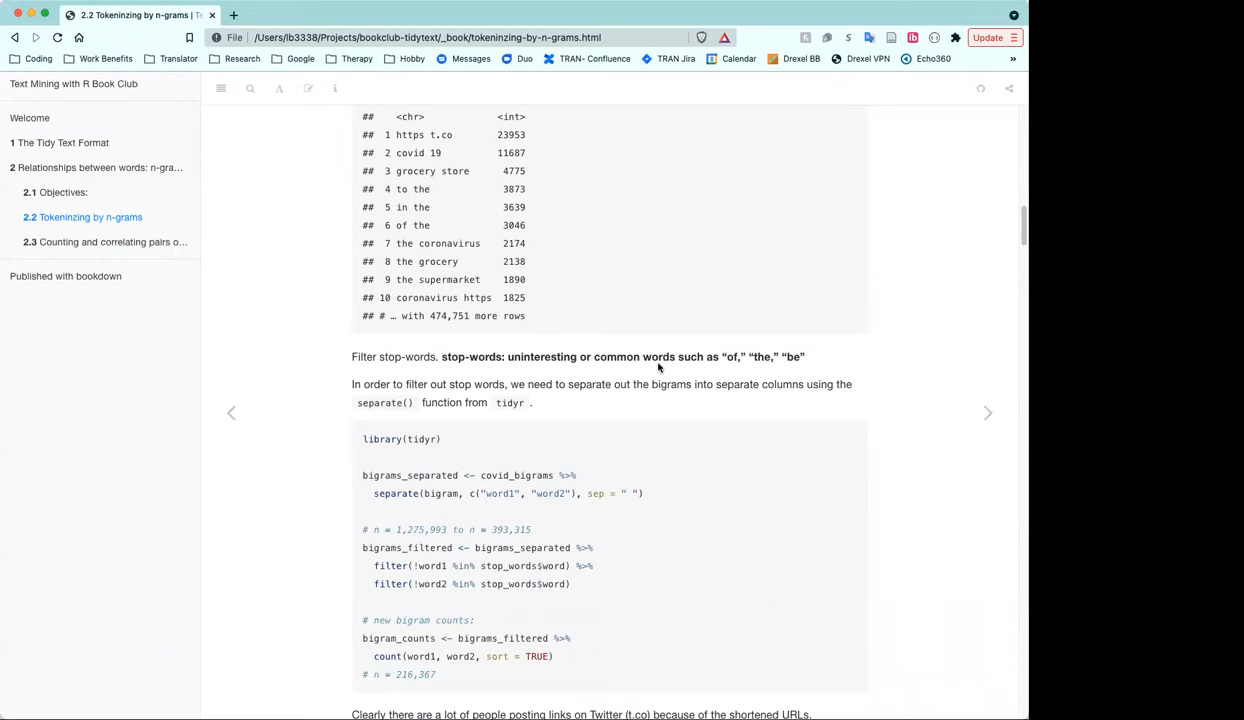 2.2 Tokeninzing by n-grams | Te
File /Users/lb3338/Projects/bookclub-tidytext/_book/tokeninzing-by-n-grams.html
Update
Coding Work Benefits Translator Research Google Therapy Hobby Messages Duo TRAN- Confluence TRAN Jira Calendar Drexel BB Drexel VPN Echo360 »
Text Mining with R Book Club
Welcome
1 The Tidy Text Format
2 Relationships between words: n-gra...
2.1 Objectives:
2.2 Tokeninzing by n-grams
2.3 Counting and correlating pairs o...
Published with bookdown
## <chr> <int>
## 1 https t.co 23953
## 2 covid 19 11687
## 3 grocery store 4775
## 4 to the 3873
## 5 in the 3639
## 6 of the 3046
## 7 the coronavirus 2174
## 8 the grocery 2138
## 9 the supermarket 1890
## 10 coronavirus https 1825
## # … with 474,751 more rows
Filter stop-words. stop-words: uninteresting or common words such as “of,” “the,” “be”
In order to filter out stop words, we need to separate out the bigrams into separate columns using the
separate() function from tidyr .
library(tidyr)
bigrams_separated <- covid_bigrams %>%
separate(bigram, c("word1", "word2"), sep = " ")
# n = 1,275,993 to n = 393,315
bigrams_filtered <- bigrams_separated %>%
filter(!word1 %in% stop_words$word) %>%
filter(!word2 %in% stop_words$word)
# new bigram counts:
bigram_counts <- bigrams_filtered %>%
count(word1, word2, sort = TRUE)
# n = 216,367
Clearly there are a lot of people posting links on Twitter (t.co) because of the shortened URLs.